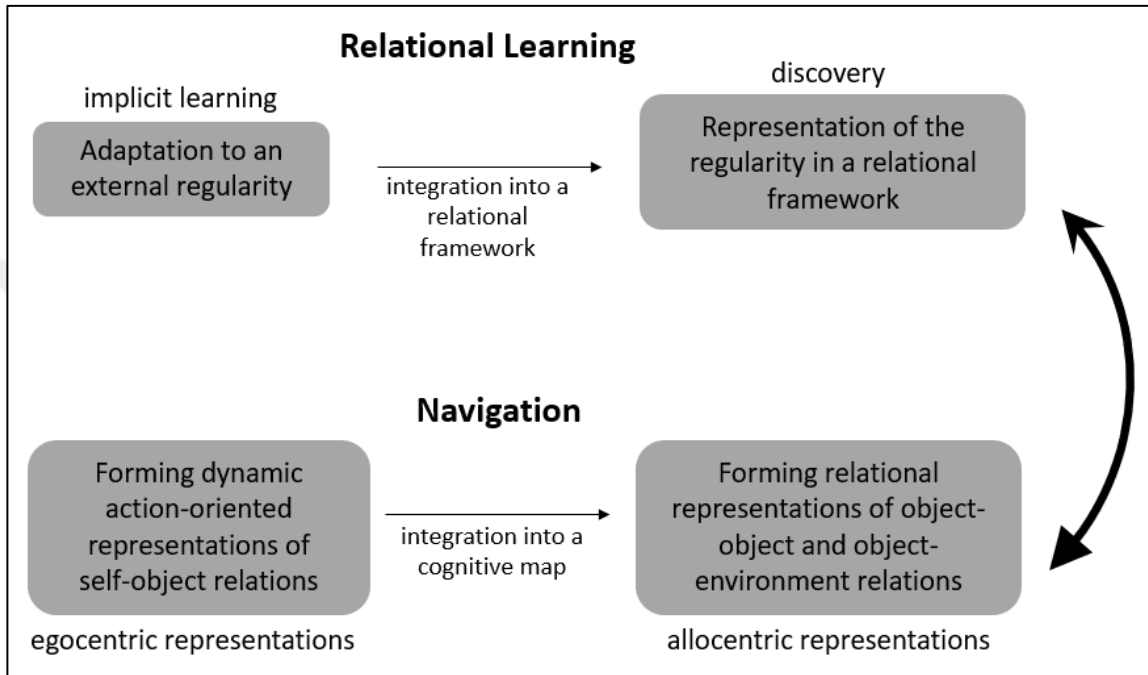 Relational Learning
implicit learning
Adaptation to an
external regularity
integration into a
relational
framework
discovery
Representation of the
regularity in a relational
framework
Navigation
Forming dynamic
action-oriented
representations of
self-object relations
egocentric representations
integration into a
cognitive map
Forming relational
representations of object-
object and object-
environment relations
allocentric representations